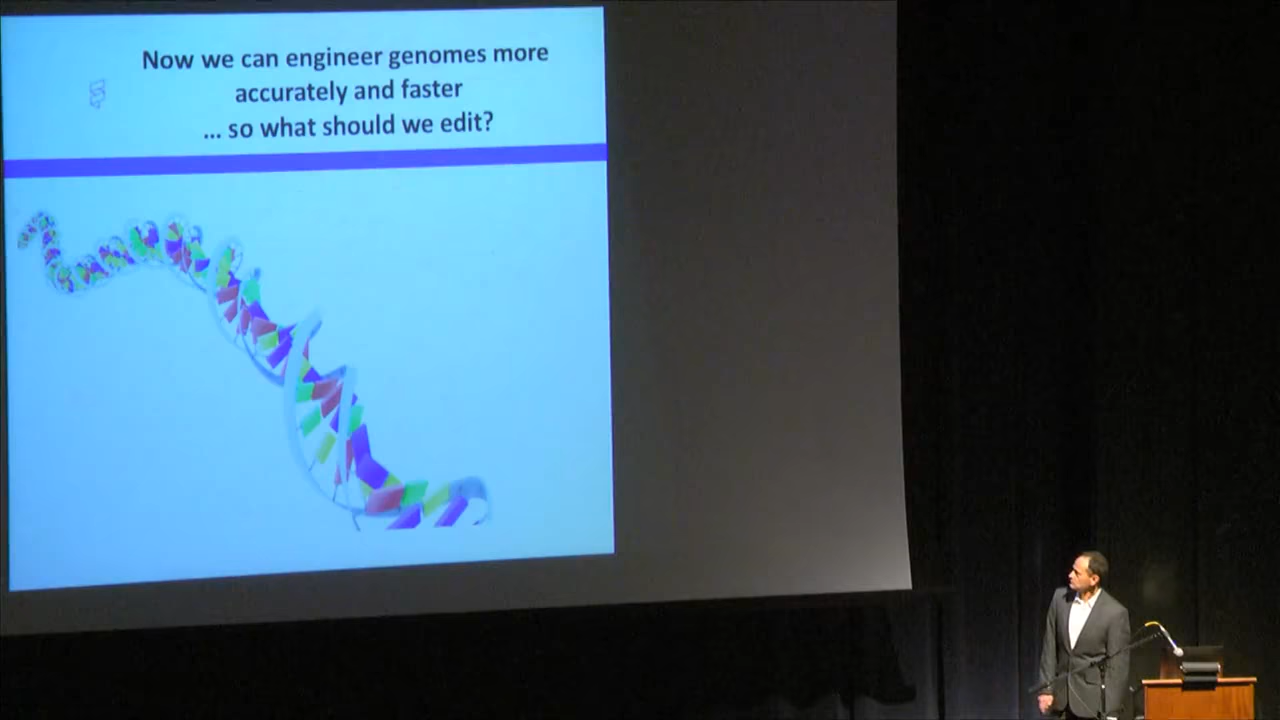 Now we can engineer genomes more
accurately and faster
... so what should we edit?